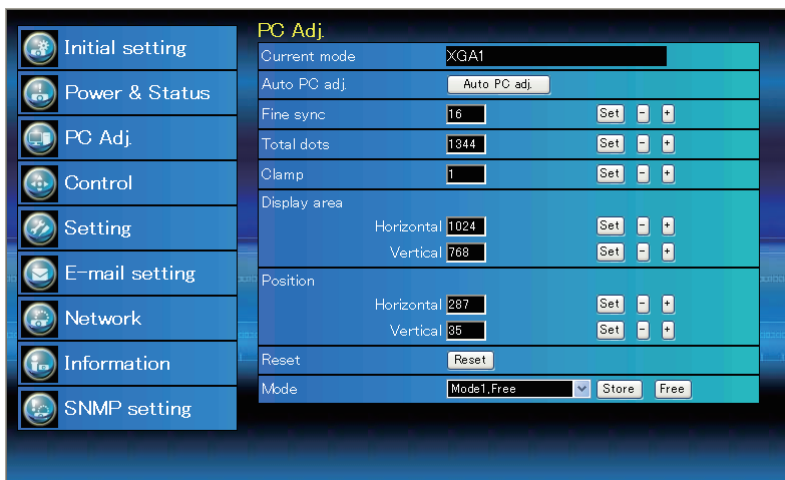 Initial setting
Power & Status
PC Adj.
Control
Setting
E-mail setting
Network
Information
SNMP setting
PC Adj.
Current mode XGA1
Auto PC adj. Auto PC adj.
Fine sync 16 Set - +
Total dots 1344 Set - +
Clamp 1 Set - +
Display area
Horizontal 1024 Set - +
Vertical 768 Set - +
Position
Horizontal 287 Set - +
Vertical 35 Set - +
Reset Reset
Mode Mode1,Free Store Free